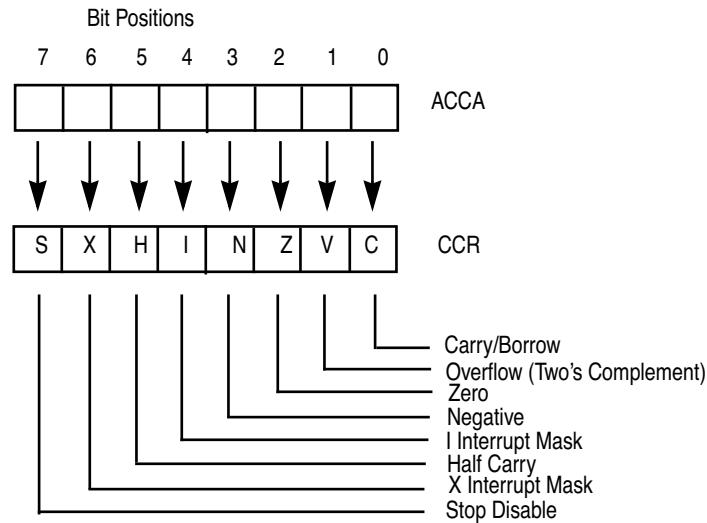 Bit Positions
7 6 5 4 3 2 1 0
ACCA
S X H I N Z V C CCR
Carry/Borrow
Overflow (Two's Complement)
Zero
Negative
I Interrupt Mask
Half Carry
X Interrupt Mask
Stop Disable